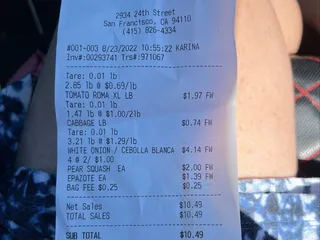 2934 24th Street
San Francisco, CA 94110
(415) 826-4334
#001-003 8/23/2022 10:55:22 KARINA
Inv#:00293741 Trs#:971067
Tare: 0.01 lb
2.85 lb @ $0.69/lb
TOMATO ROMA XL LB $1.97 FW
Tare: 0.01 lb
1.47 lb @ $1.00/2lb
CABBAGE LB $0.74 FW
Tare: 0.01 lb
3.21 lb @ $1.29/lb
WHITE ONION / CEBOLLA BLANCA $4.14 FW
4 @ 2/ $1.00
PEAR SQUASH EA $2.00 FW
EPAZOTE EA $1.39 FW
BAG FEE $0.25 $0.25
Net Sales $10.49
TOTAL SALES $10.49
SUB TOTAL $10.49